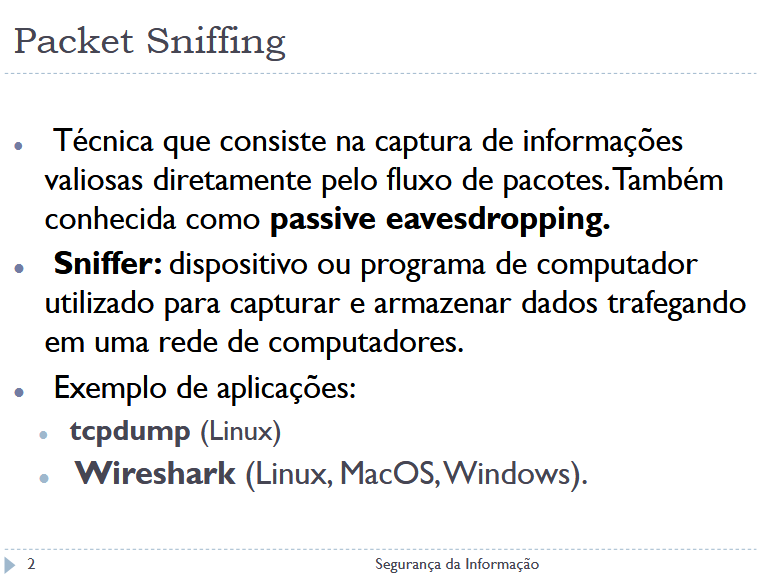 Packet Sniffing
• Técnica que consiste na captura de informações
valiosas diretamente pelo fluxo de pacotes. Também
conhecida como passive eavesdropping.
• Sniffer: dispositivo ou programa de computador
utilizado para capturar e armazenar dados trafegando
em uma rede de computadores.
• Exemplo de aplicações:
• tcpdump (Linux)
• Wireshark (Linux, MacOS, Windows).
2 Segurança da Informação